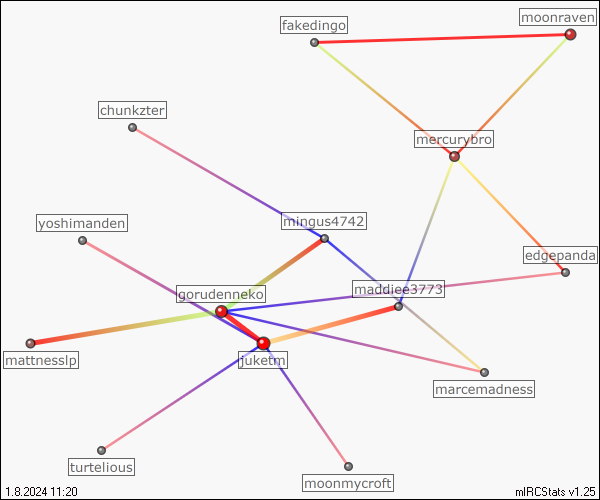 moonraven
fakedingo
chunkzter
mercurybro
mingus4742
yoshimanden
edgepanda
maddiee3773
gorudenneko
mattnesslp
juketm
marcemadness
turtelious
moonmycroft
1.8.2024 11:20
mIRCStats v1.25